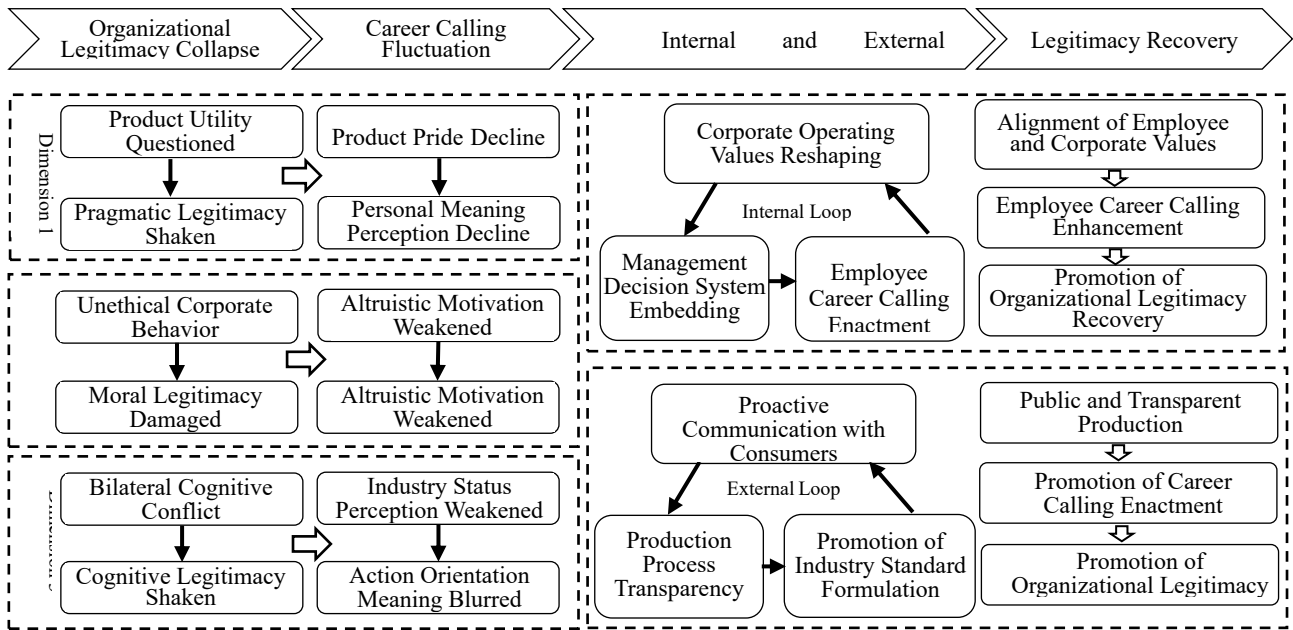 Organizational
Legitimacy Collapse
Career Calling
Fluctuation
Internal and External
Legitimacy Recovery
Dimension 1
Product Utility
Questioned
Pragmatic Legitimacy
Shaken
Product Pride Decline
Personal Meaning
Perception Decline
Unethical Corporate
Behavior
Moral Legitimacy
Damaged
Altruistic Motivation
Weakened
Altruistic Motivation
Weakened
Bilateral Cognitive
Conflict
Cognitive Legitimacy
Shaken
Industry Status
Perception Weakened
Action Orientation
Meaning Blurred
Corporate Operating
Values Reshaping
Internal Loop
Management
Decision System
Embedding
Employee
Career Calling
Enactment
Alignment of Employee
and Corporate Values
Employee Career Calling
Enhancement
Promotion of
Organizational Legitimacy
Recovery
Proactive
Communication with
Consumers
External Loop
Production
Process
Transparency
Promotion of
Industry Standard
Formulation
Public and Transparent
Production
Promotion of Career
Calling Enactment
Promotion of
Organizational Legitimacy